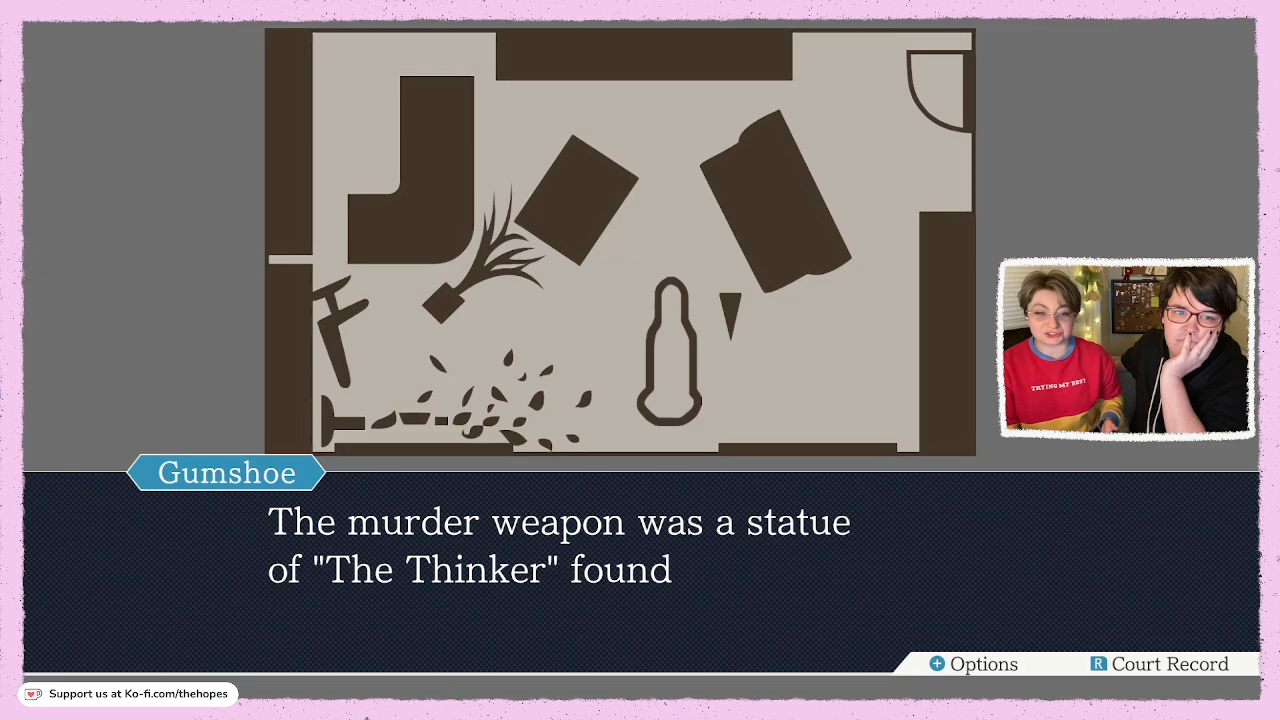 TRYING MY BEST
Gumshoe
The murder weapon was a statue
of "The Thinker" found
+ Options
R Court Record
Support us at Ko-fi.com/thehopes